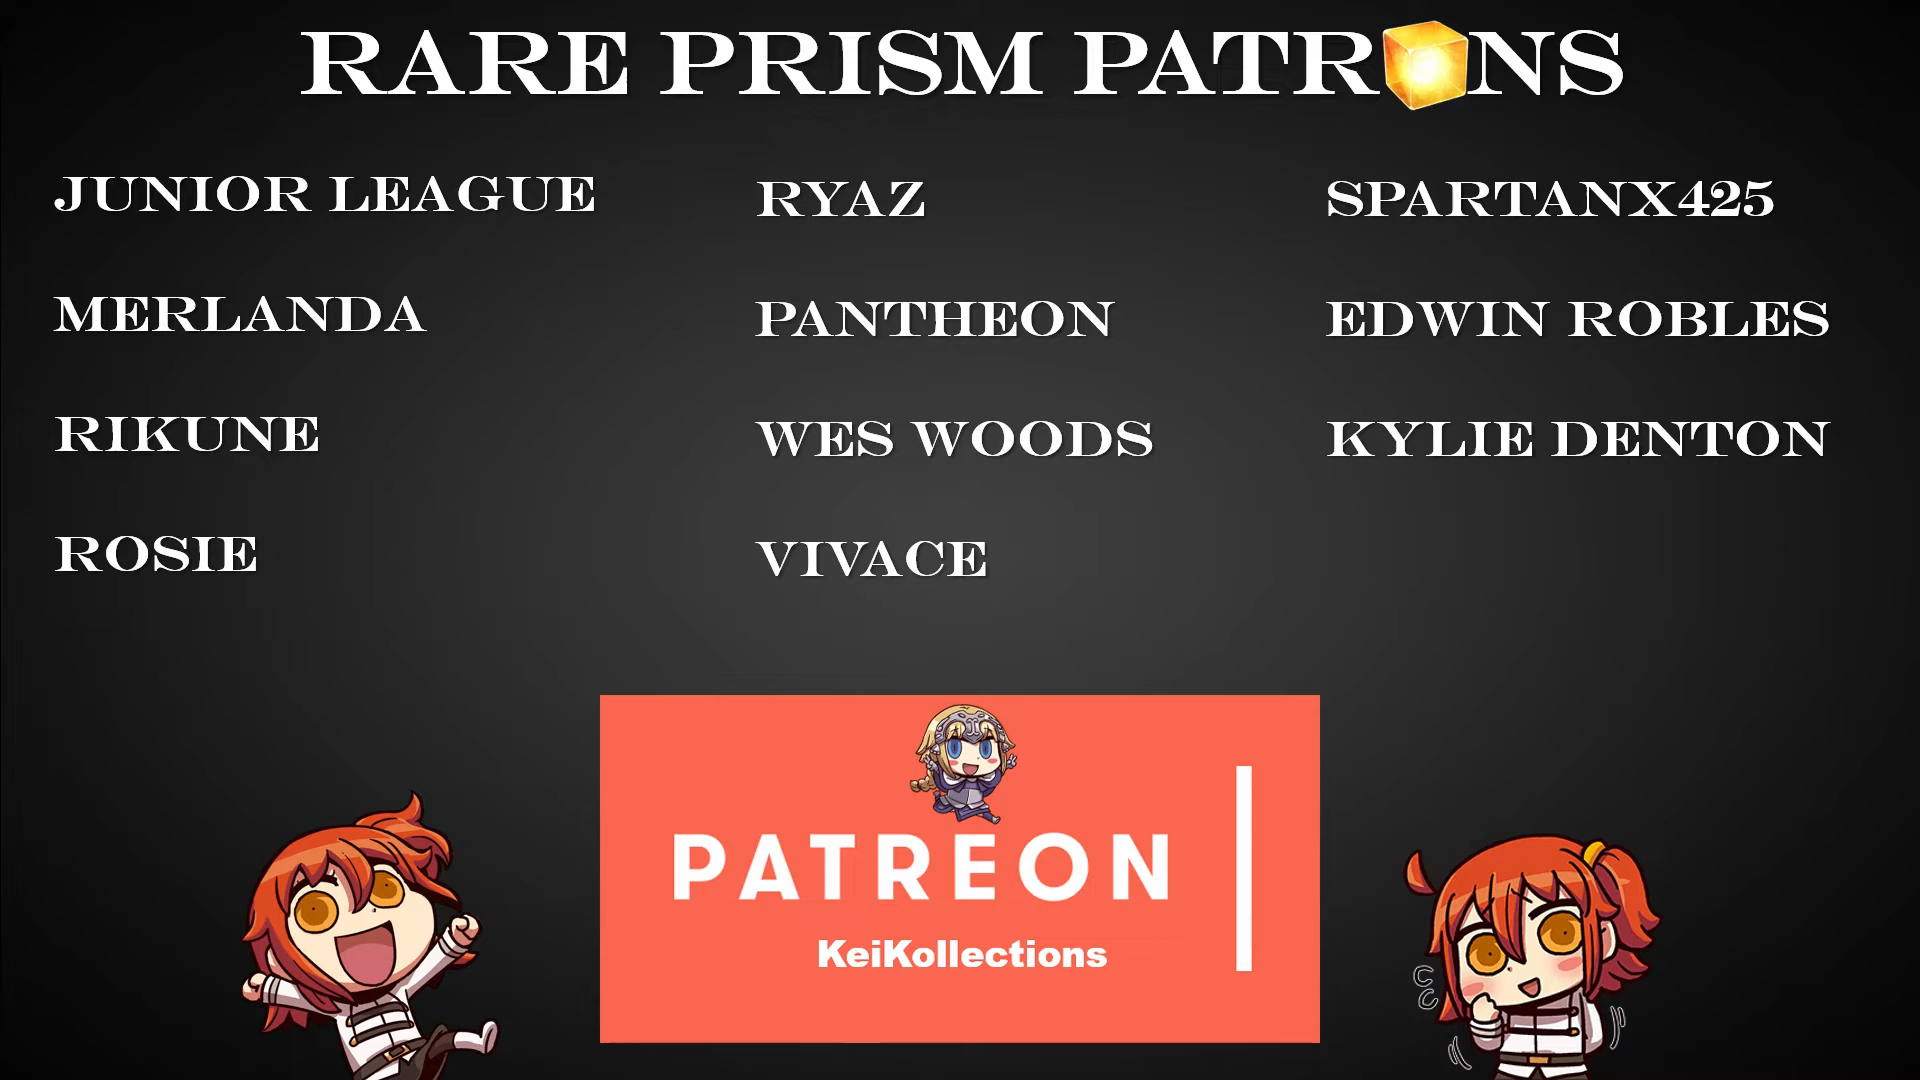 RARE PRISM PATRONS
JUNIOR LEAGUE
MERLANDA
RIKUNE
ROSIE
RYAZ
PANTHEON
WES WOODS
VIVACE
SPARTANX425
EDWIN ROBLES
KYLIE DENTON
PATREON
KeiKollections